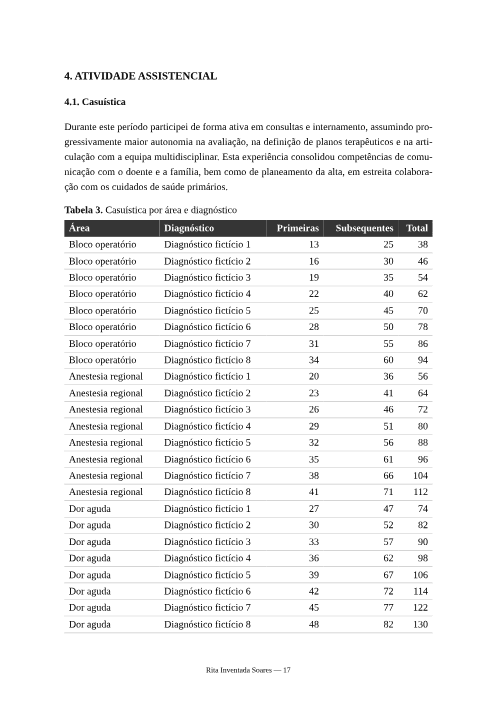 4. ATIVIDADE ASSISTENCIAL
4.1. Casuística
Durante este período participei de forma ativa em consultas e internamento, assumindo pro-
gressivamente maior autonomia na avaliação, na definição de planos terapêuticos e na arti-
culação com a equipa multidisciplinar. Esta experiência consolidou competências de comu-
nicação com o doente e a família, bem como de planeamento da alta, em estreita colabora-
ção com os cuidados de saúde primários.
Tabela 3. Casuística por área e diagnóstico
Área Diagnóstico Primeiras Subsequentes Total
Bloco operatório Diagnóstico fictício 1 13 25 38
Bloco operatório Diagnóstico fictício 2 16 30 46
Bloco operatório Diagnóstico fictício 3 19 35 54
Bloco operatório Diagnóstico fictício 4 22 40 62
Bloco operatório Diagnóstico fictício 5 25 45 70
Bloco operatório Diagnóstico fictício 6 28 50 78
Bloco operatório Diagnóstico fictício 7 31 55 86
Bloco operatório Diagnóstico fictício 8 34 60 94
Anestesia regional Diagnóstico fictício 1 20 36 56
Anestesia regional Diagnóstico fictício 2 23 41 64
Anestesia regional Diagnóstico fictício 3 26 46 72
Anestesia regional Diagnóstico fictício 4 29 51 80
Anestesia regional Diagnóstico fictício 5 32 56 88
Anestesia regional Diagnóstico fictício 6 35 61 96
Anestesia regional Diagnóstico fictício 7 38 66 104
Anestesia regional Diagnóstico fictício 8 41 71 112
Dor aguda Diagnóstico fictício 1 27 47 74
Dor aguda Diagnóstico fictício 2 30 52 82
Dor aguda Diagnóstico fictício 3 33 57 90
Dor aguda Diagnóstico fictício 4 36 62 98
Dor aguda Diagnóstico fictício 5 39 67 106
Dor aguda Diagnóstico fictício 6 42 72 114
Dor aguda Diagnóstico fictício 7 45 77 122
Dor aguda Diagnóstico fictício 8 48 82 130
Rita Inventada Soares — 17